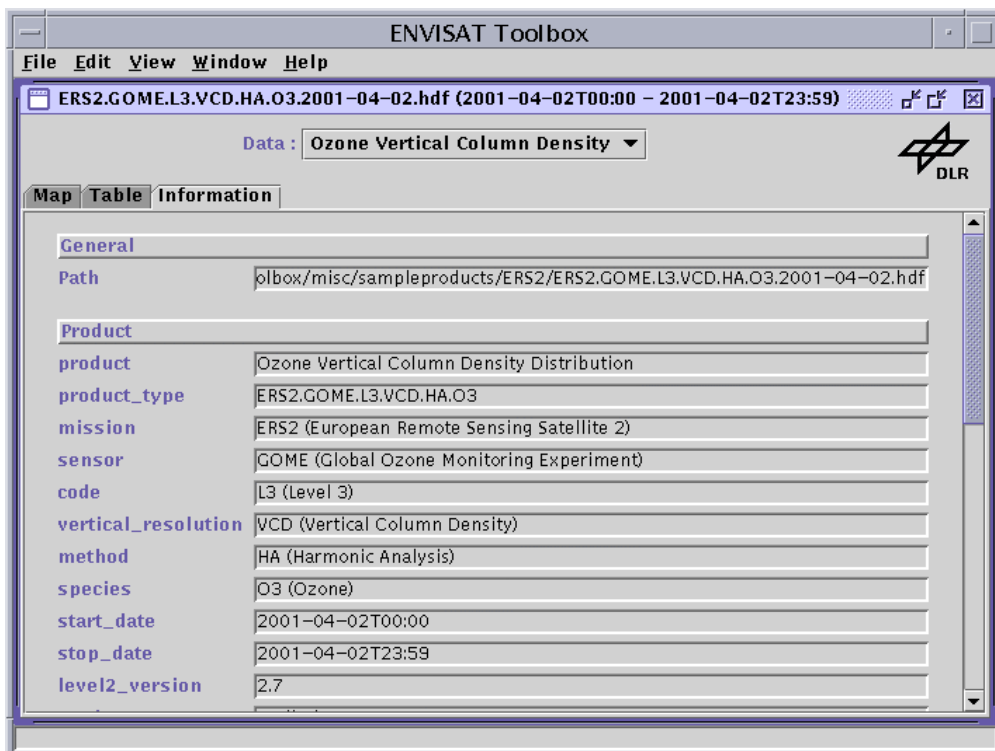 ENVISAT Toolbox
File Edit View Window Help
ERS2.GOME.L3.VCD.HA.O3.2001-04-02.hdf (2001-04-02T00:00 - 2001-04-02T23:59)
Data : Ozone Vertical Column Density
DLR
Map Table Information
General
Path olbox/misc/sampleproducts/ERS2/ERS2.GOME.L3.VCD.HA.O3.2001-04-02.hdf
Product
product Ozone Vertical Column Density Distribution
product_type ERS2.GOME.L3.VCD.HA.O3
mission ERS2 (European Remote Sensing Satellite 2)
sensor GOME (Global Ozone Monitoring Experiment)
code L3 (Level 3)
vertical_resolution VCD (Vertical Column Density)
method HA (Harmonic Analysis)
species O3 (Ozone)
start_date 2001-04-02T00:00
stop_date 2001-04-02T23:59
level2_version 2.7